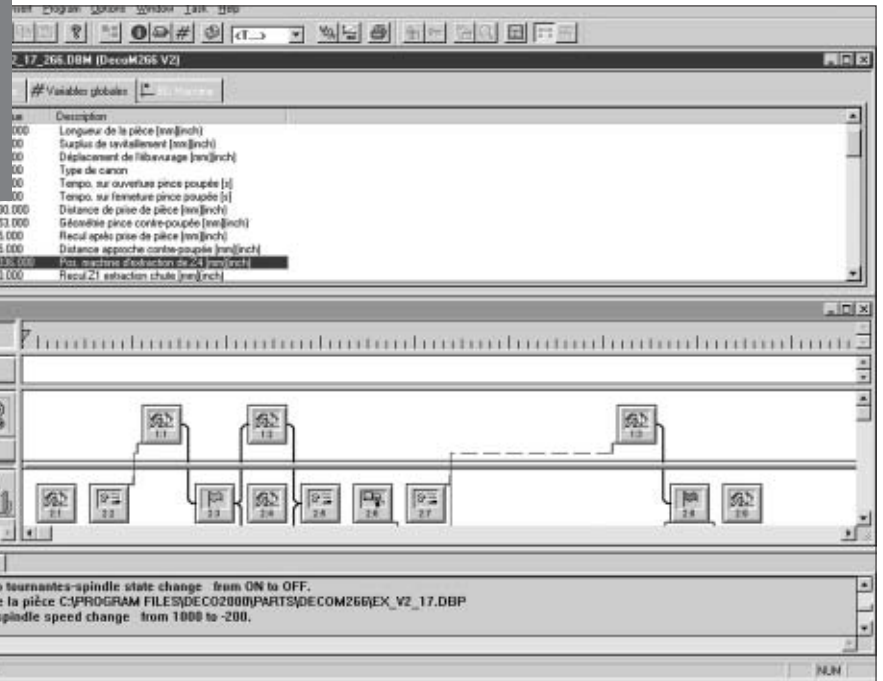 Insert Program Options Window Task Help
<T...>
2_17_266.DBM (DecoM266 V2)
# Variables globales
Description
Longueur de la pièce [mm][inch]
Surplus de ravitaillement [mm][inch]
Déplacement de l'ébavurage [mm][inch]
Type de canon
Tempo. sur ouverture pince poupée [s]
Tempo. sur fermeture pince poupée [s]
Distance de prise de pièce [mm][inch]
Géométrie pince contre-poupée [mm][inch]
Recul après prise de pièce [mm][inch]
Distance approche contre-poupée [mm][inch]
Pos. machine d'extraction de Z4 [mm][inch]
Recul Z1 extraction chute [mm][inch]
1:1 1:2 1:3
2:1 2:2 2:3 2:4 2:5 2:6 2:7 2:8 2:9
tournantes-spindle state change from ON to OFF.
la pièce C:\PROGRAM FILES\DECO2000\PARTS\DECOM266\EX_V2_17.DBP
spindle speed change from 1000 to -200.
NUM